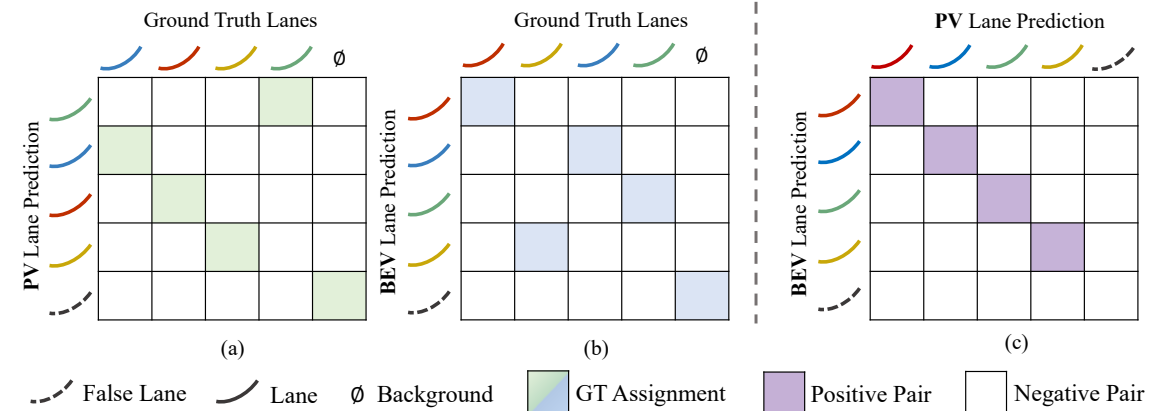 Ground Truth Lanes
Ground Truth Lanes
PV Lane Prediction
∅
∅
PV Lane Prediction
BEV Lane Prediction
BEV Lane Prediction
(a)
(b)
(c)
False Lane
Lane
∅ Background
GT Assignment
Positive Pair
Negative Pair